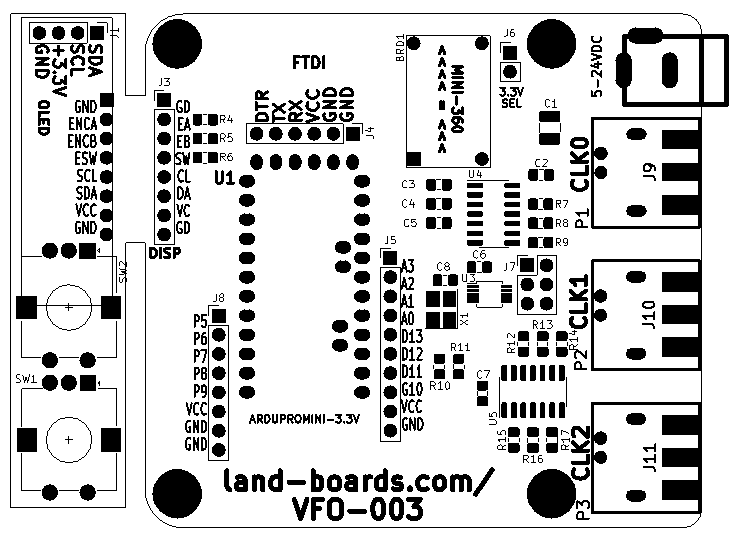 J1
SDA
SCL
+3.3V
GND
OLED
GND
ENCA
ENCB
ESW
SCL
SDA
VCC
GND
SW2
SW1
J3
GD
EA
EB
SW
CL
DA
VC
GD
DISP
R4
R5
R6
FTDI
DTR
TX
RX
VCC
GND
GND
J4
U1
ARDUPROMINI-3.3V
J8
P5
P6
P7
P8
P9
VCC
GND
GND
J5
A3
A2
A1
A0
D13
D12
D11
G10
VCC
GND
BRD1
MINI-360
J6
3.3V
SEL
5-24VDC
C1
C2
C3
C4
C5
U4
R7
R8
R9
C6
C8
U3
J7
X1
R10
R11
R12
R13
R14
C7
U5
R15
R16
R17
CLK0
P1
J9
CLK1
P2
J10
CLK2
P3
J11
land-boards.com/
VFO-003